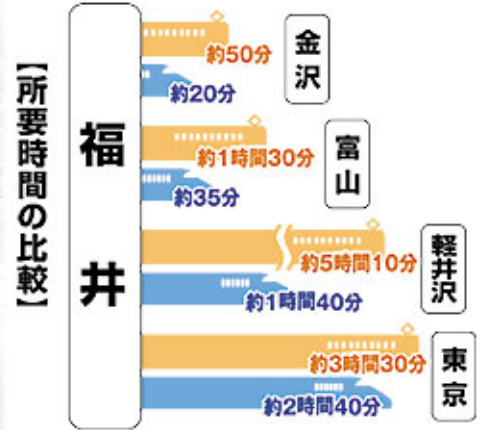 【所要時間の比較】
福井
約50分
約20分
金沢
約1時間30分
約35分
富山
約5時間10分
約1時間40分
軽井沢
約3時間30分
約2時間40分
東京